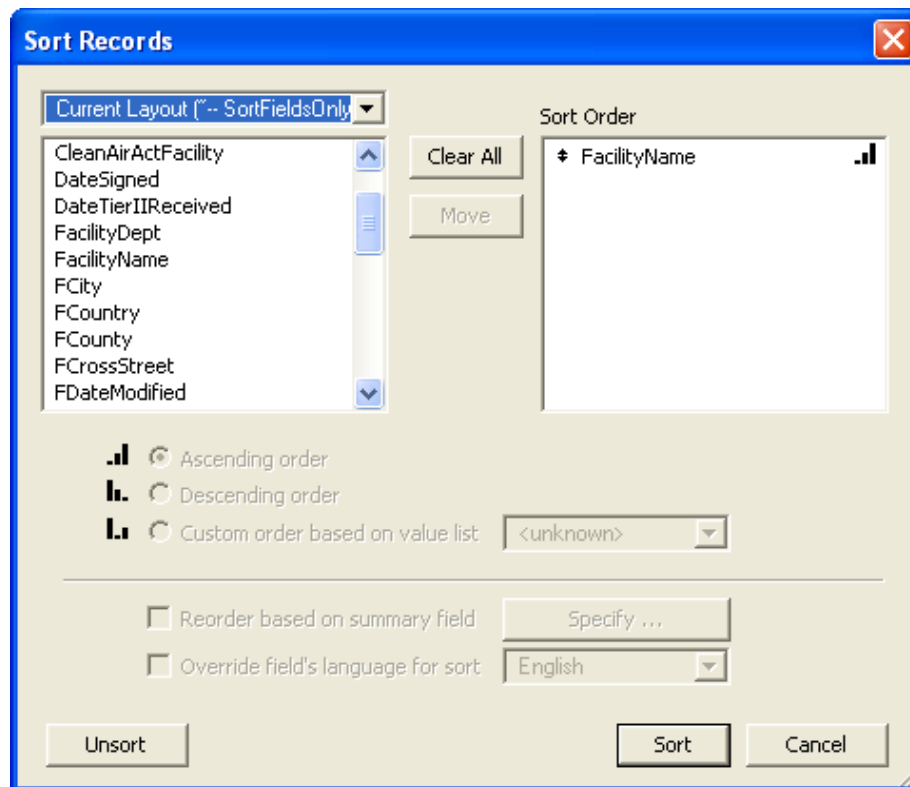 Sort Records
Current Layout ("-- SortFieldsOnly
Sort Order
CleanAirActFacility
DateSigned
DateTierIIReceived
FacilityDept
FacilityName
FCity
FCountry
FCounty
FCrossStreet
FDateModified
Clear All
Move
FacilityName
Ascending order
Descending order
Custom order based on value list
<unknown>
Reorder based on summary field
Specify ...
Override field's language for sort
English
Unsort
Sort
Cancel